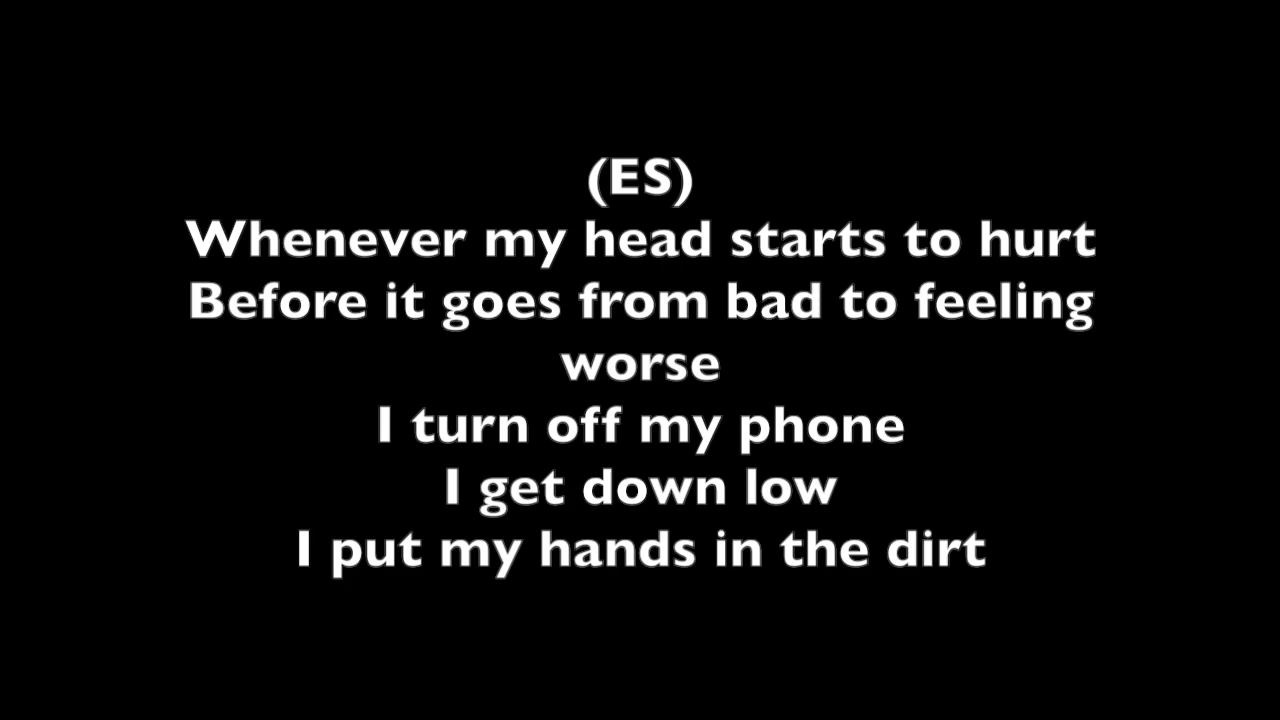 (ES)
Whenever my head starts to hurt
Before it goes from bad to feeling
worse
I turn off my phone
I get down low
I put my hands in the dirt